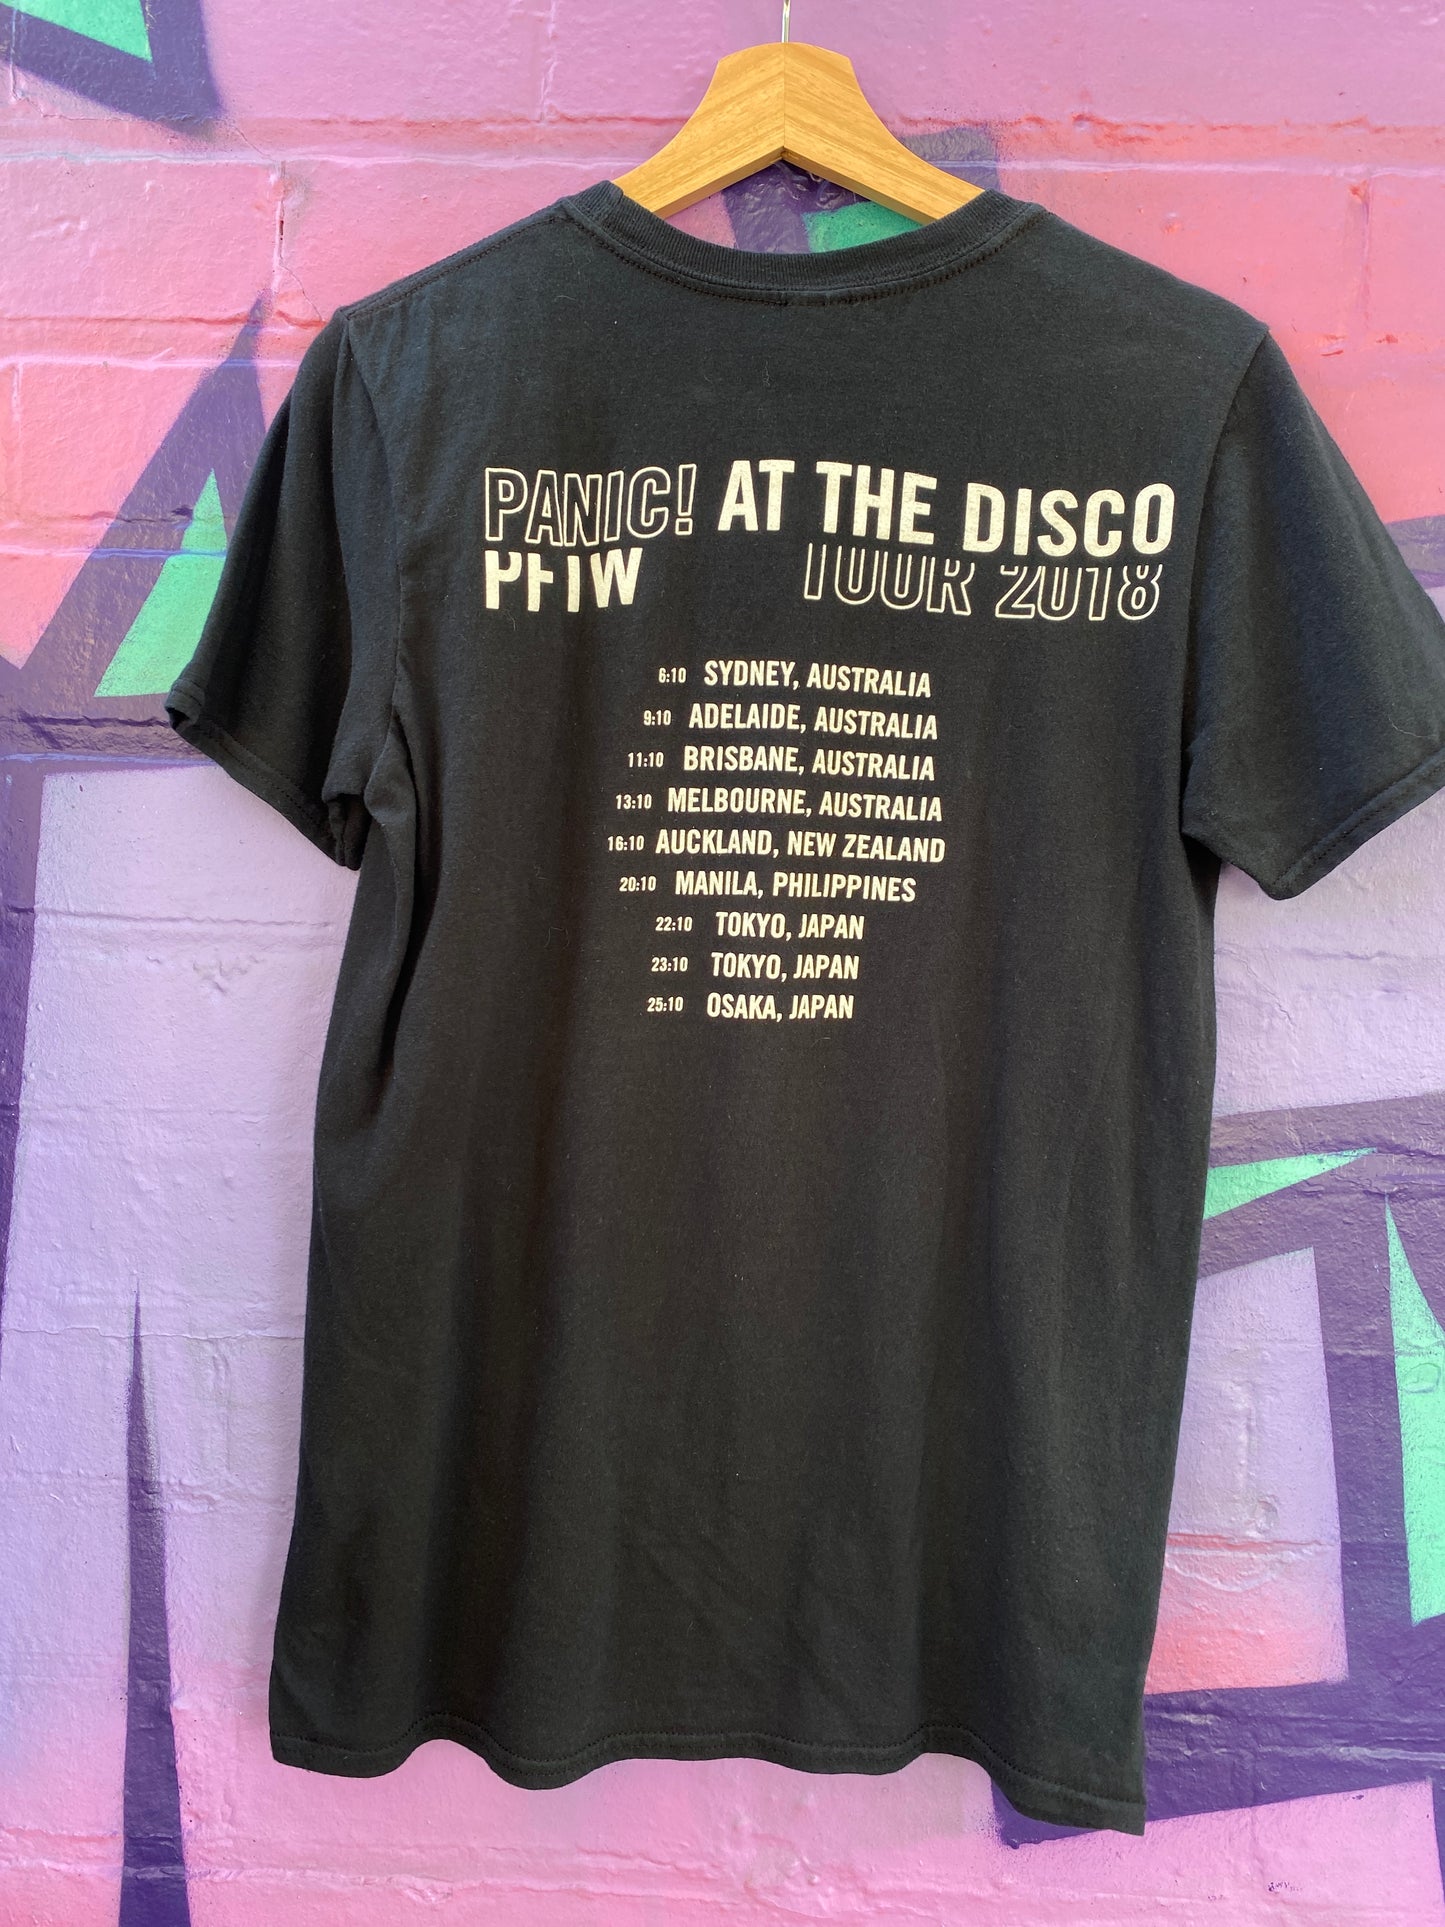 PANIC! AT THE DISCO
PFTW TOUR 2018
6:10 SYDNEY, AUSTRALIA
9:10 ADELAIDE, AUSTRALIA
11:10 BRISBANE, AUSTRALIA
13:10 MELBOURNE, AUSTRALIA
16:10 AUCKLAND, NEW ZEALAND
20:10 MANILA, PHILIPPINES
22:10 TOKYO, JAPAN
23:10 TOKYO, JAPAN
25:10 OSAKA, JAPAN